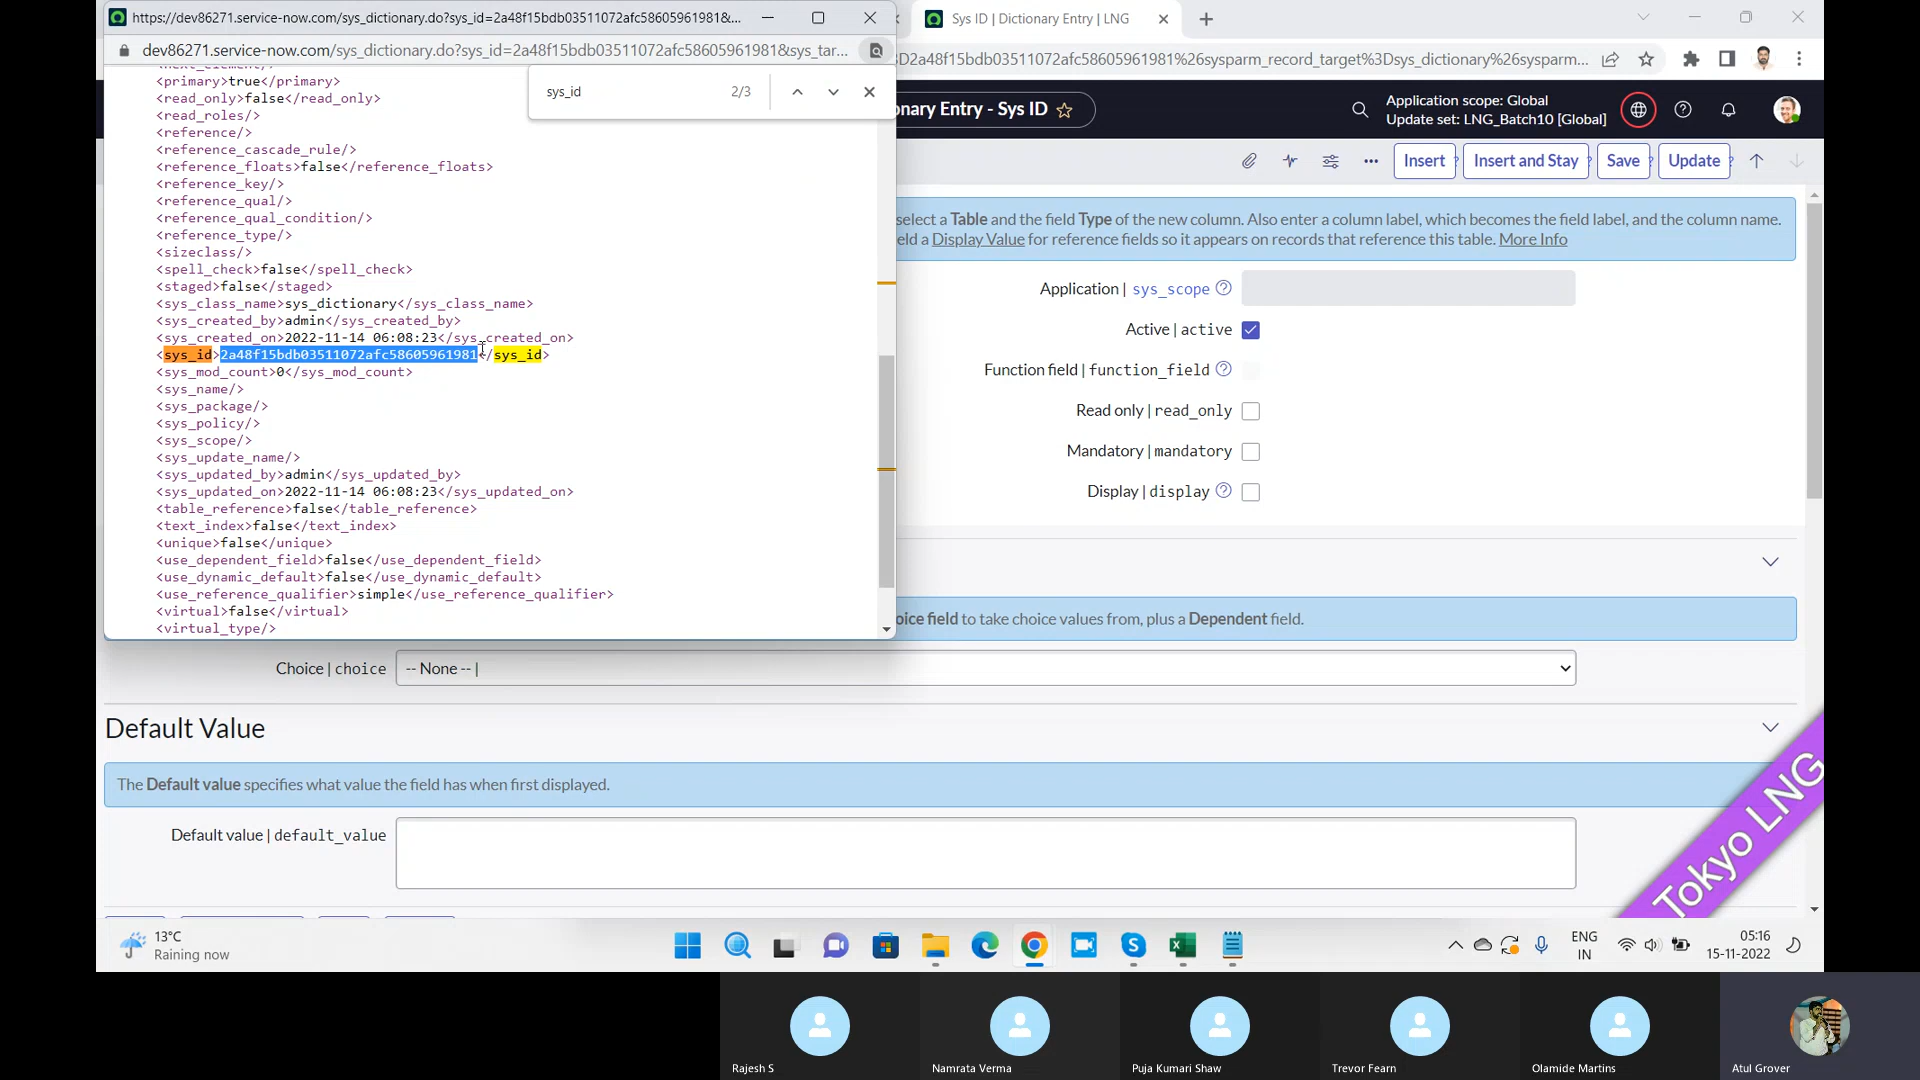 https://dev86271.service-now.com/sys_dictionary.do?sys_id=2a48f15bdb03511072afc58605961981&...
Sys ID | Dictionary Entry | LNG
dev86271.service-now.com/sys_dictionary.do?sys_id=2a48f15bdb03511072afc58605961981&sys_tar...
D2a48f15bdb03511072afc58605961981%26sysparm_record_target%3Dsys_dictionary%26sysparm...
sys_id 2/3
<primary>true</primary>
<read_only>false</read_only>
<read_roles/>
<reference/>
<reference_cascade_rule/>
<reference_floats>false</reference_floats>
<reference_key/>
<reference_qual/>
<reference_qual_condition/>
<reference_type/>
<sizeclass/>
<spell_check>false</spell_check>
<staged>false</staged>
<sys_class_name>sys_dictionary</sys_class_name>
<sys_created_by>admin</sys_created_by>
<sys_created_on>2022-11-14 06:08:23</sys_created_on>
<sys_id>2a48f15bdb03511072afc58605961981</sys_id>
<sys_mod_count>0</sys_mod_count>
<sys_name/>
<sys_package/>
<sys_policy/>
<sys_scope/>
<sys_update_name/>
<sys_updated_by>admin</sys_updated_by>
<sys_updated_on>2022-11-14 06:08:23</sys_updated_on>
<table_reference>false</table_reference>
<text_index>false</text_index>
<unique>false</unique>
<use_dependent_field>false</use_dependent_field>
<use_dynamic_default>false</use_dynamic_default>
<use_reference_qualifier>simple</use_reference_qualifier>
<virtual>false</virtual>
<virtual_type/>
onary Entry - Sys ID
Application scope: Global
Update set: LNG_Batch10 [Global]
Insert ? Insert and Stay ? Save ? Update ?
select a Table and the field Type of the new column. Also enter a column label, which becomes the field label, and the column name.
eld a Display Value for reference fields so it appears on records that reference this table. More Info
Application | sys_scope
Active | active
Function field | function_field
Read only | read_only
Mandatory | mandatory
Display | display
oice field to take choice values from, plus a Dependent field.
Choice | choice
-- None -- |
Default Value
The Default value specifies what value the field has when first displayed.
Default value | default_value
Tokyo LNG
13°C
Raining now
ENG
IN
05:16
15-11-2022
Rajesh S
Namrata Verma
Puja Kumari Shaw
Trevor Fearn
Olamide Martins
Atul Grover